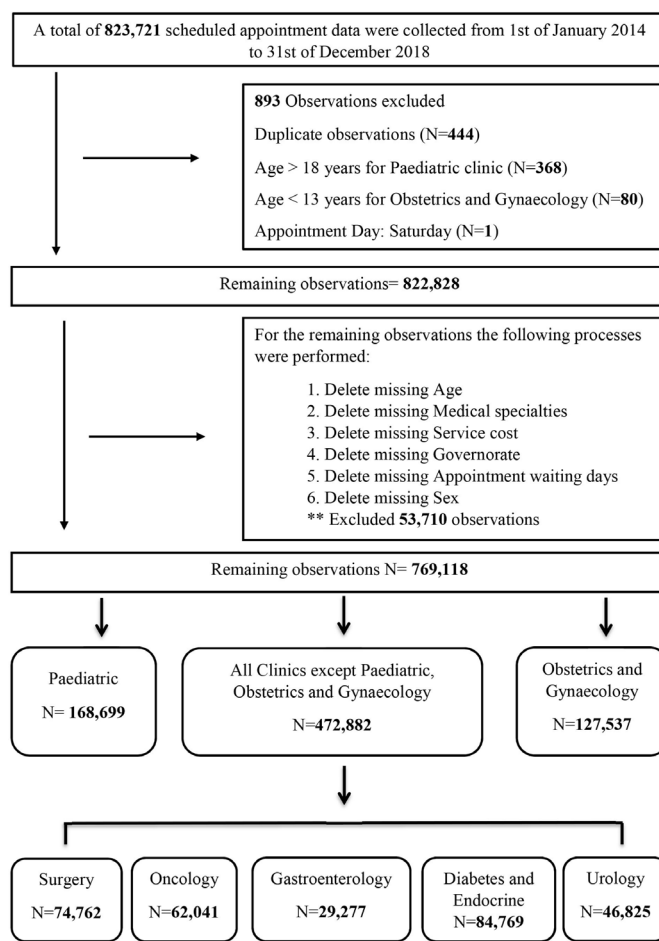 A total of 823,721 scheduled appointment data were collected from 1st of January 2014
to 31st of December 2018
893 Observations excluded
Duplicate observations (N=444)
Age > 18 years for Paediatric clinic (N=368)
Age < 13 years for Obstetrics and Gynaecology (N=80)
Appointment Day: Saturday (N=1)
Remaining observations= 822,828
For the remaining observations the following processes
were performed:
1. Delete missing Age
2. Delete missing Medical specialties
3. Delete missing Service cost
4. Delete missing Governorate
5. Delete missing Appointment waiting days
6. Delete missing Sex
** Excluded 53,710 observations
Remaining observations N= 769,118
Paediatric
N= 168,699
All Clinics except Paediatric,
Obstetrics and Gynaecology
N=472,882
Obstetrics and
Gynaecology
N=127,537
Surgery
N=74,762
Oncology
N=62,041
Gastroenterology
N=29,277
Diabetes and
Endocrine
N=84,769
Urology
N=46,825